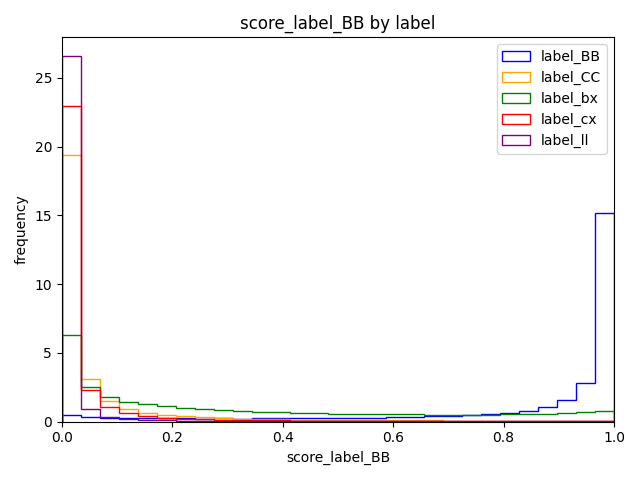 score_label_BB by label
label_BB
label_CC
label_bx
label_cx
label_ll
frequency
25
20
15
10
5
0
0.0 0.2 0.4 0.6 0.8 1.0
score_label_BB